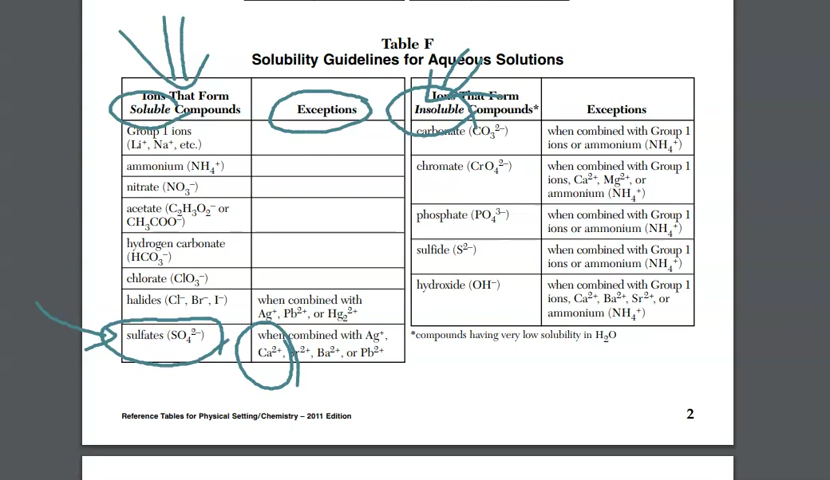 Table F
Solubility Guidelines for Aqueous Solutions
Ions That Form
Soluble Compounds
Exceptions
Group 1 ions
(Li⁺, Na⁺, etc.)
ammonium (NH₄⁺)
nitrate (NO₃⁻)
acetate (C₂H₃O₂⁻ or
CH₃COO⁻)
hydrogen carbonate
(HCO₃⁻)
chlorate (ClO₃⁻)
halides (Cl⁻, Br⁻, I⁻)
when combined with
Ag⁺, Pb²⁺, or Hg₂²⁺
sulfates (SO₄²⁻)
when combined with Ag⁺,
Ca²⁺, Sr²⁺, Ba²⁺, or Pb²⁺
Ions That Form
Insoluble Compounds*
Exceptions
carbonate (CO₃²⁻)
when combined with Group 1
ions or ammonium (NH₄⁺)
chromate (CrO₄²⁻)
when combined with Group 1
ions, Ca²⁺, Mg²⁺, or
ammonium (NH₄⁺)
phosphate (PO₄³⁻)
when combined with Group 1
ions or ammonium (NH₄⁺)
sulfide (S²⁻)
when combined with Group 1
ions or ammonium (NH₄⁺)
hydroxide (OH⁻)
when combined with Group 1
ions, Ca²⁺, Ba²⁺, Sr²⁺, or
ammonium (NH₄⁺)
*compounds having very low solubility in H₂O
Reference Tables for Physical Setting/Chemistry – 2011 Edition
2